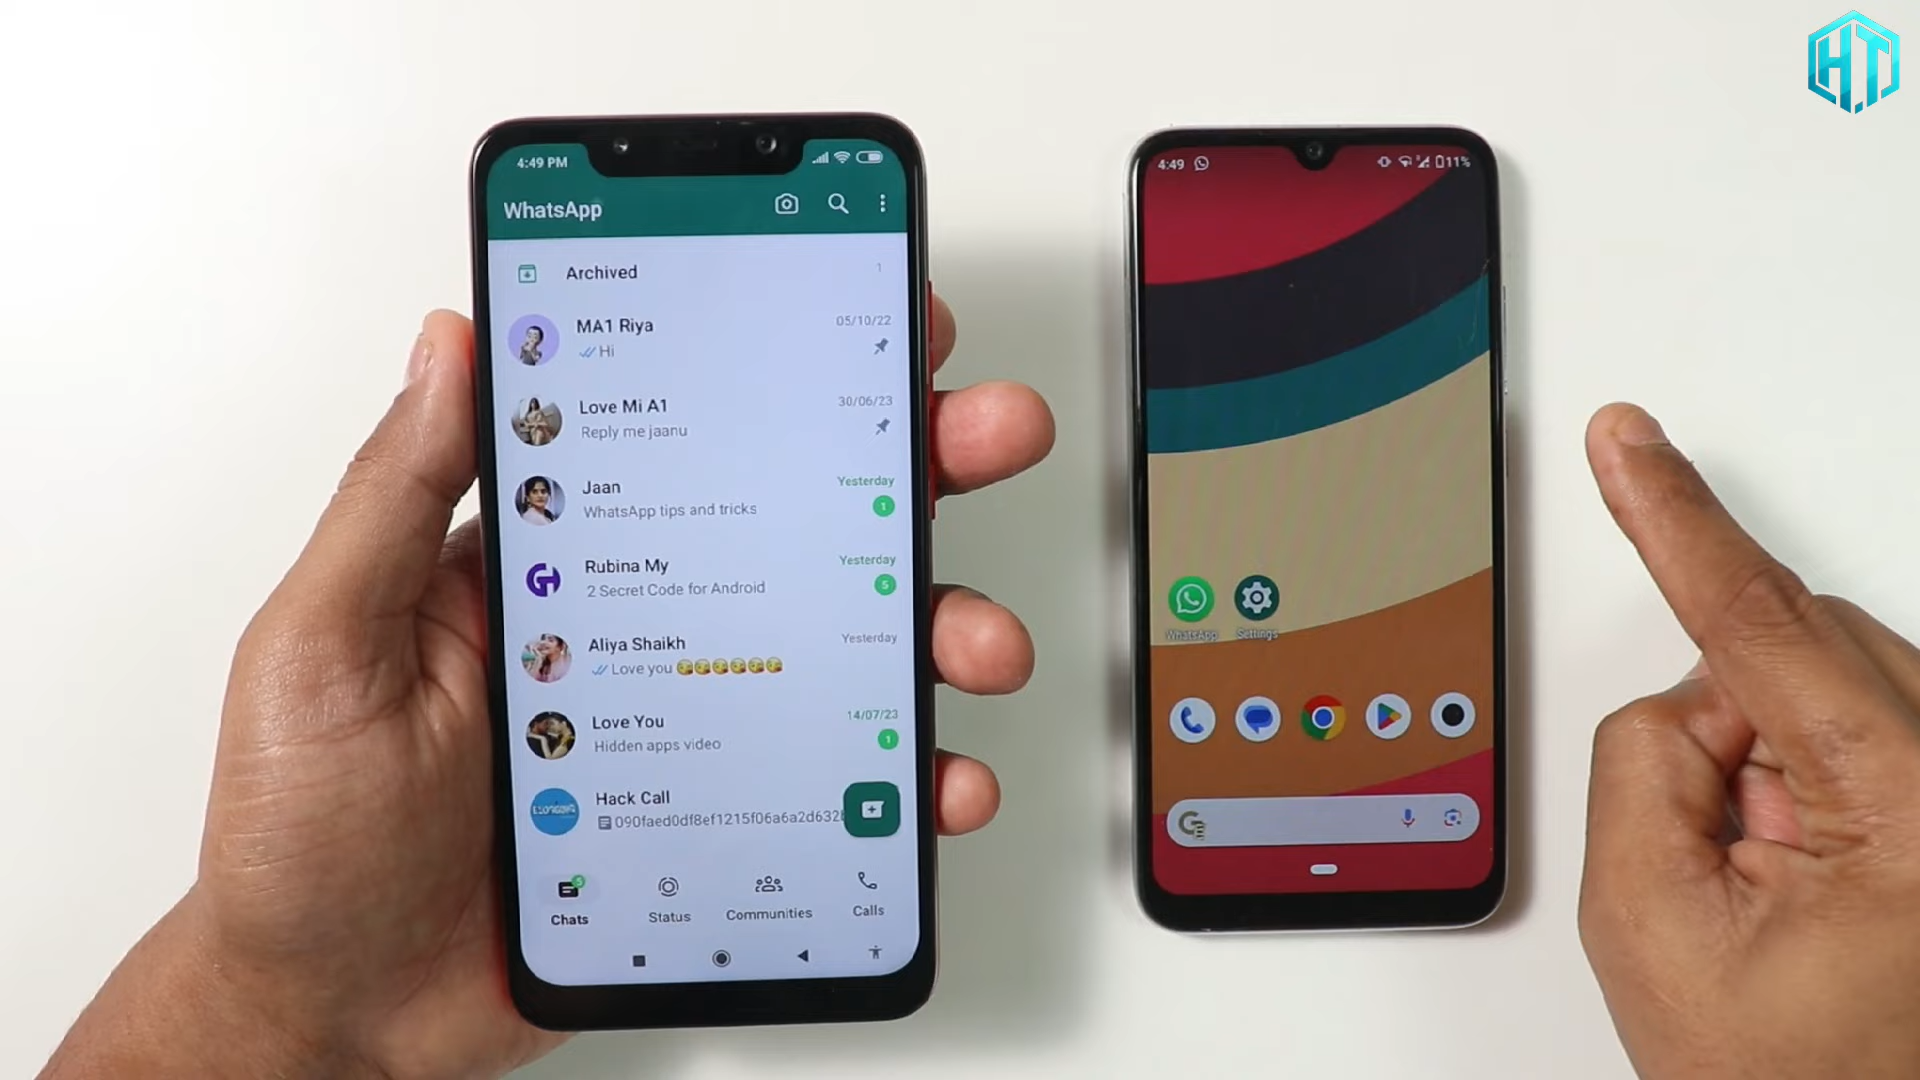 HT
4:49 PM
WhatsApp
Archived
1
MA1 Riya
05/10/22
Hi
Love Mi A1
30/06/23
Reply me jaanu
Jaan
Yesterday
WhatsApp tips and tricks
1
Rubina My
Yesterday
2 Secret Code for Android
5
Aliya Shaikh
Yesterday
Love you 😘😘😘😘😘😘
Love You
14/07/23
Hidden apps video
1
Hack Call
090faed0df8ef1215f06a6a2d632
5
Chats
Status
Communities
Calls
4:49
11%
WhatsApp
Settings